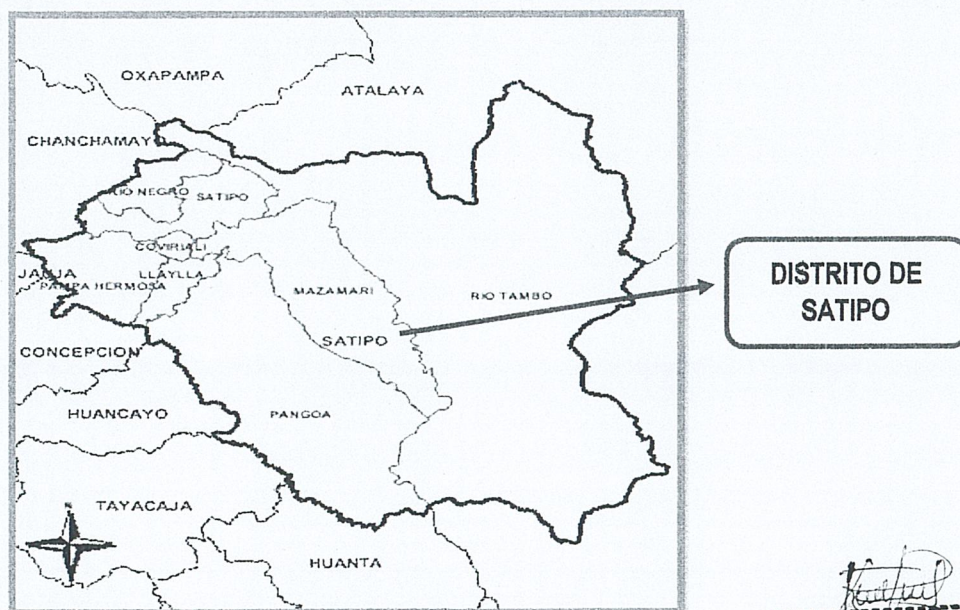 OXAPAMPA
ATALAYA
CHANCHAMAYO
RIO NEGRO
SATIPO
COVIRIALI
JAUJA
LLAYLLA
PAMPA HERMOSA
MAZAMARI
RIO TAMBO
DISTRITO DE
SATIPO
SATIPO
CONCEPCION
HUANCAYO
PANGOA
TAYACAJA
HUANTA